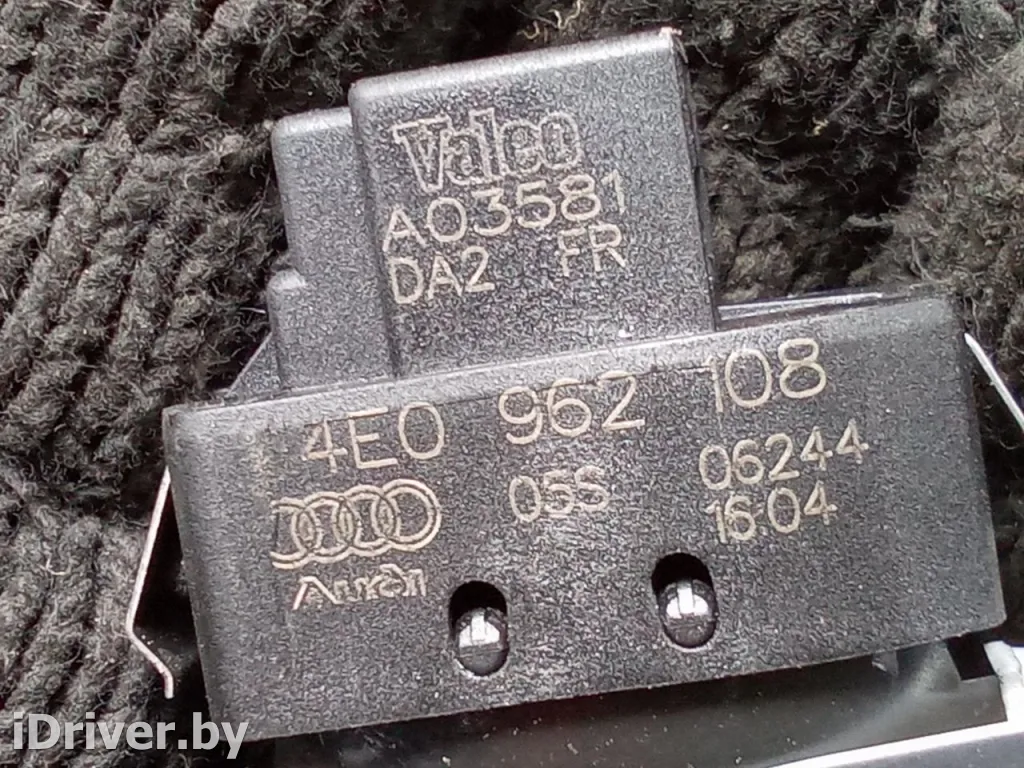 Valeo
A03581
DA2 FR
4E0 962 108
05S 06244
16:04
Audi
iDriver.by